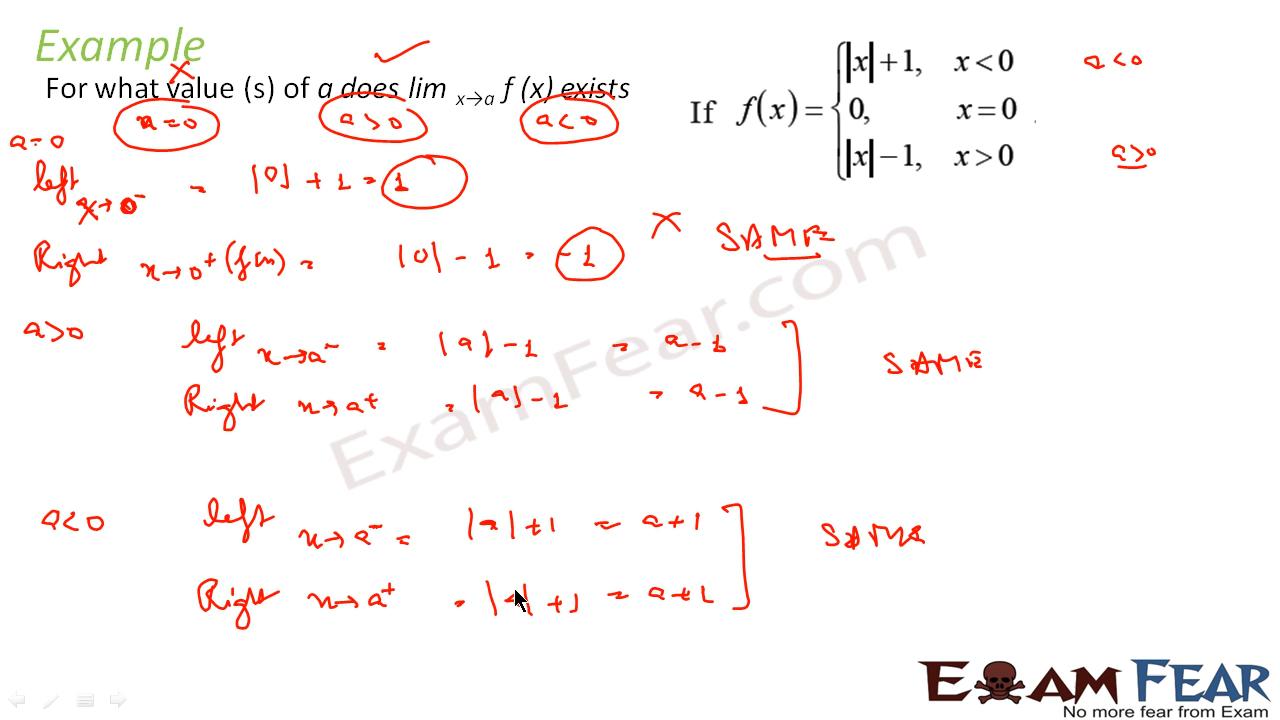 Example
For what value (s) of a does lim x→a f (x) exists
If f(x) = { |x| + 1, x < 0
0, x = 0
|x| − 1, x > 0
a < 0
a > 0
x = 0 a > 0 a < 0
a = 0
left x → 0⁻ = |0| + 1 = 1
Right x → 0⁺ (f(x)) = |0| - 1 = -1 × SAME
a > 0 left x → a⁻ = |a| - 1 = a - 1
Right x → a⁺ = |a| - 1 = a - 1
SAME
a < 0 left x → a⁻ = |a| + 1 = a + 1
Right x → a⁺ = |a| + 1 = a + 1
SAME
ExamFear.com
EXAM FEAR
No more fear from Exam